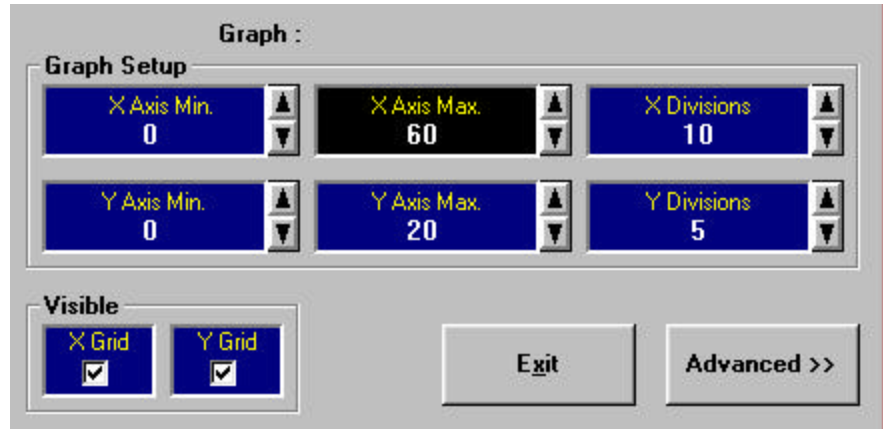 Graph :
Graph Setup
X Axis Min.
0
X Axis Max.
60
X Divisions
10
Y Axis Min.
0
Y Axis Max.
20
Y Divisions
5
Visible
X Grid
Y Grid
Exit
Advanced >>